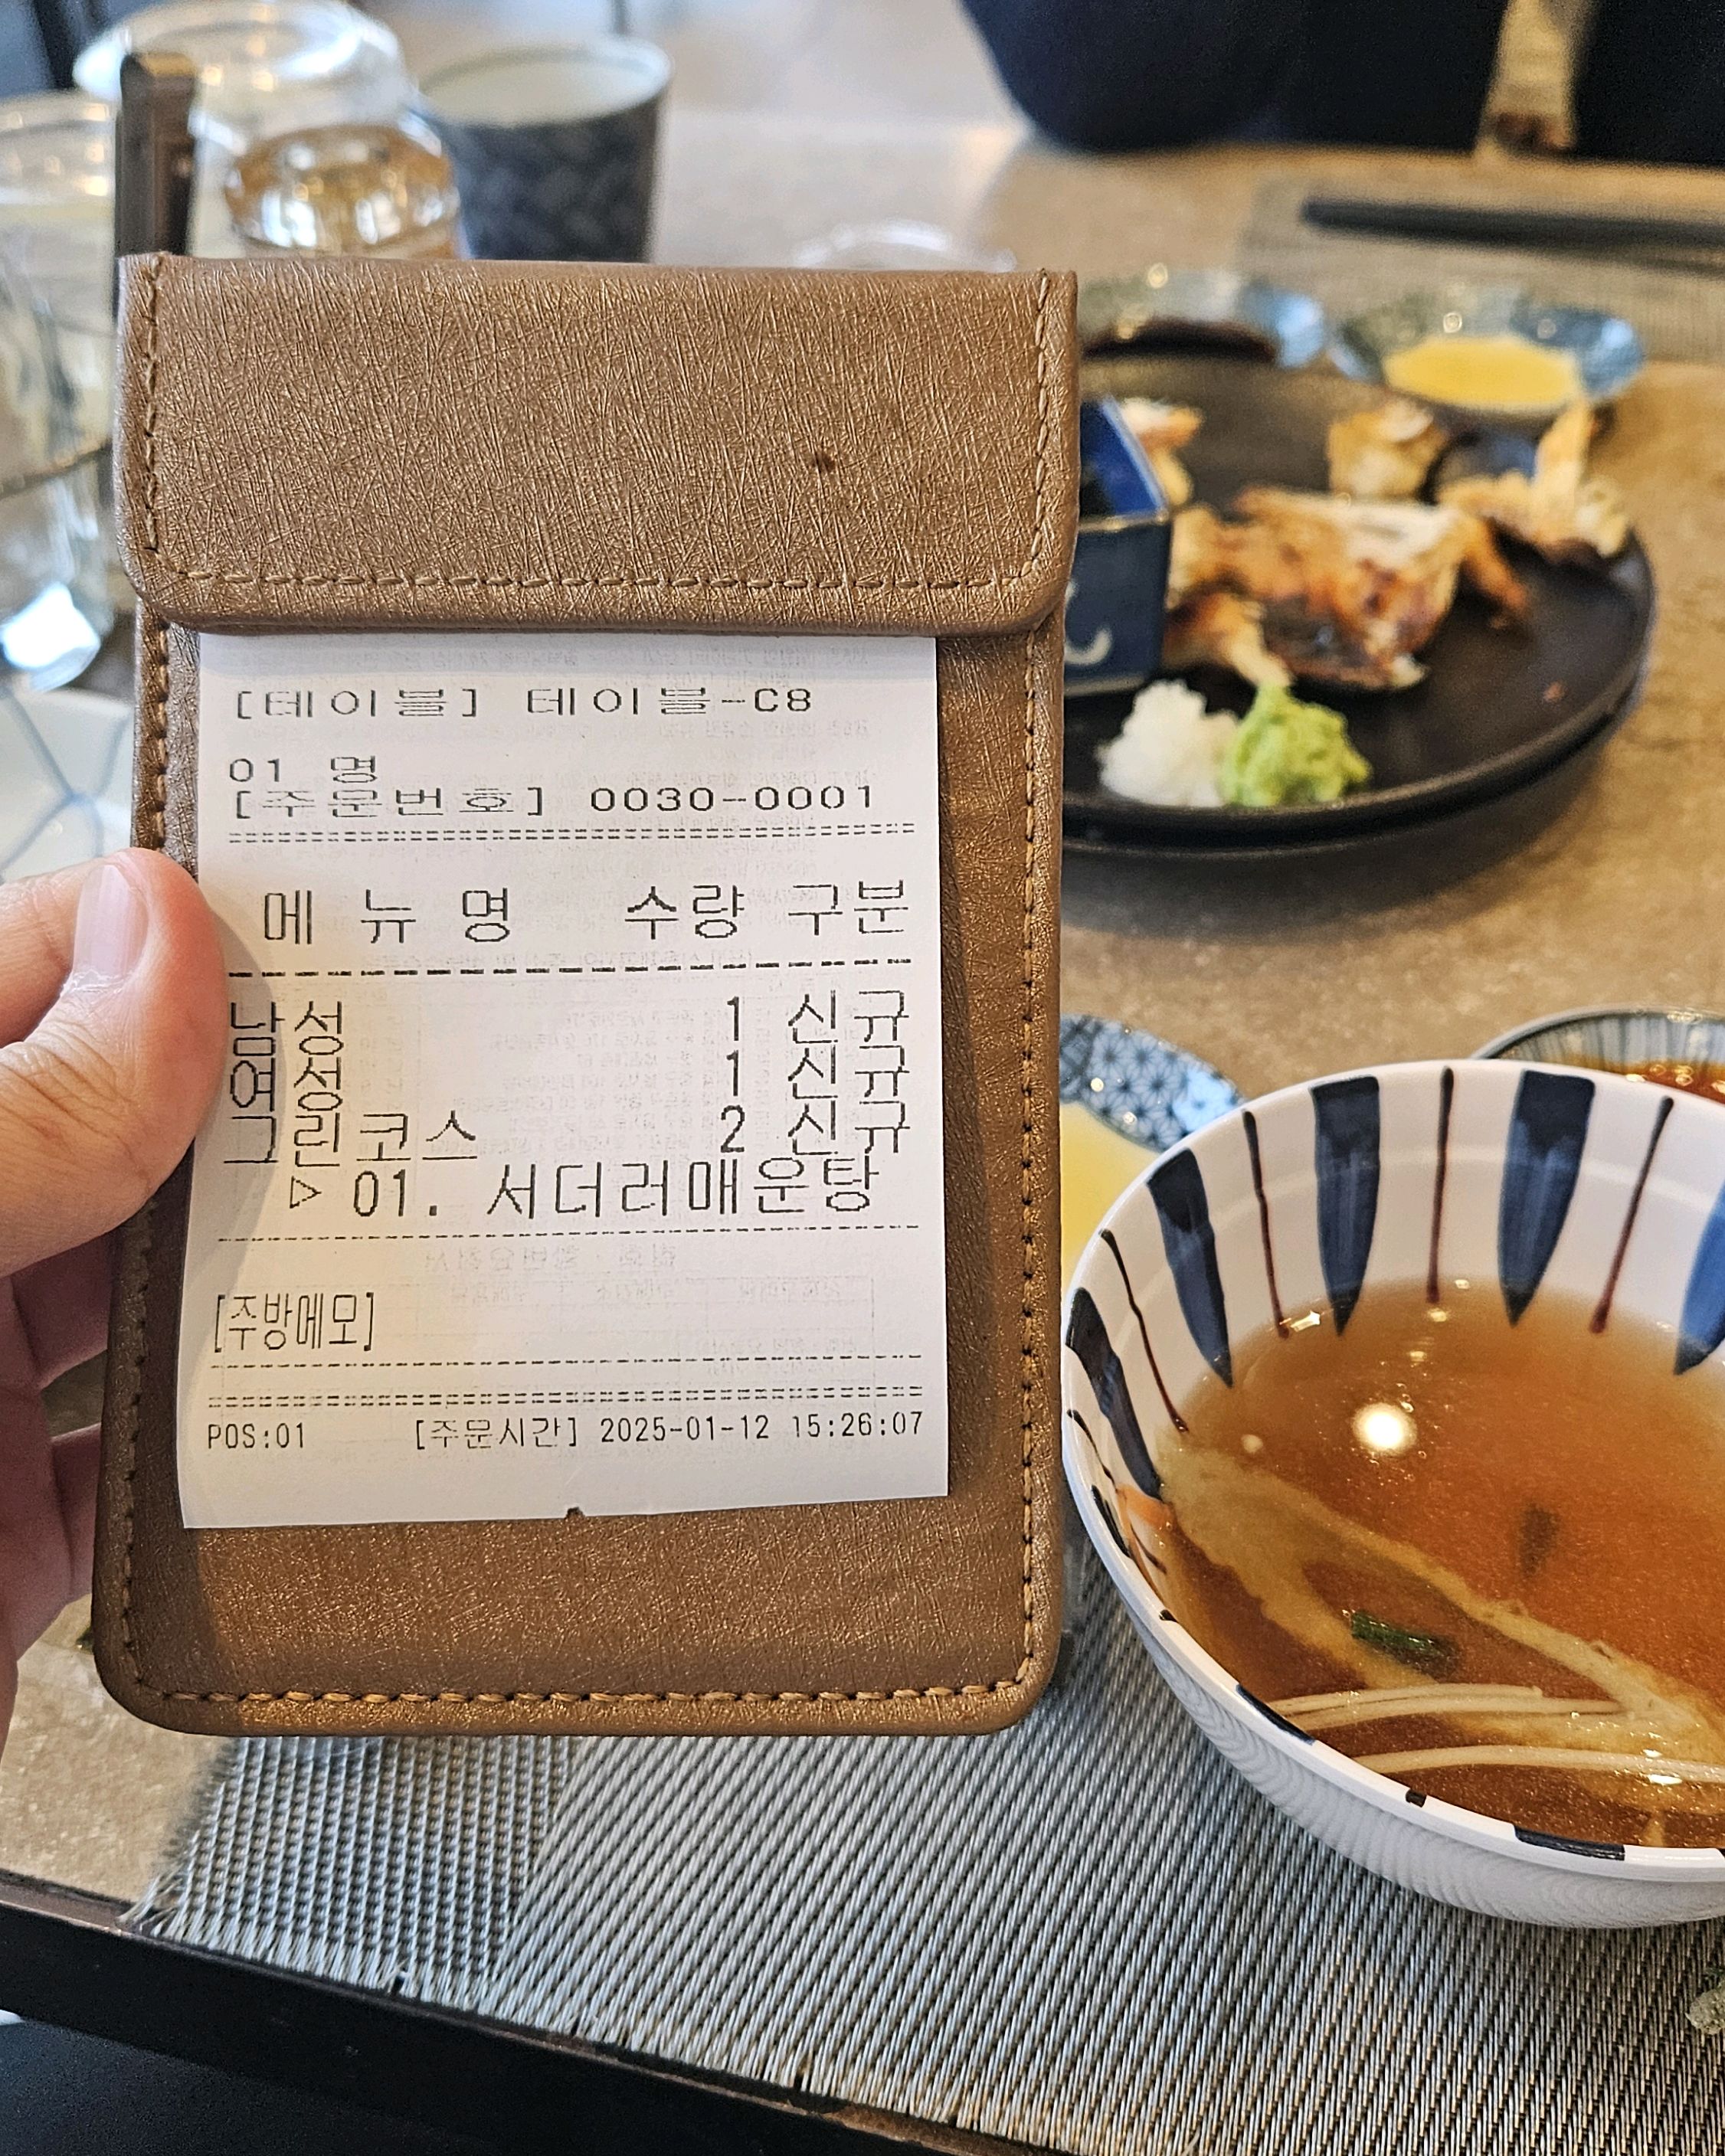 [테이블] 테이블-C8
01 명
[주문번호] 0030-0001
메 뉴 명 수량 구분
남성 1 신규
여성 1 신규
그린코스 2 신규
▷ 01. 서더러매운탕
[주방메모]
POS:01 [주문시간] 2025-01-12 15:26:07